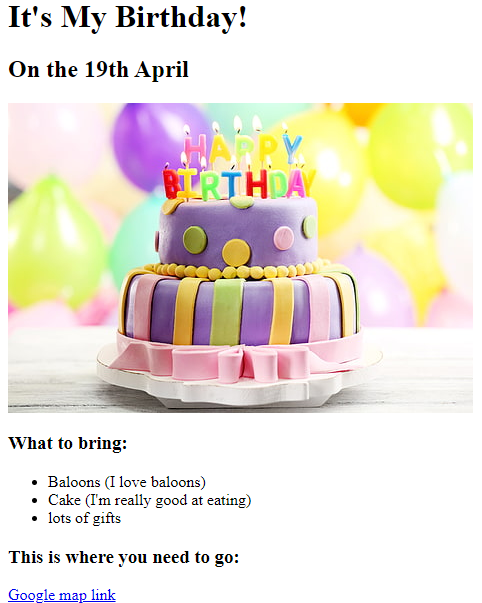 It's My Birthday!
On the 19th April
HAPPY
BIRTHDAY
What to bring:
Baloons (I love baloons)
Cake (I'm really good at eating)
lots of gifts
This is where you need to go:
Google map link